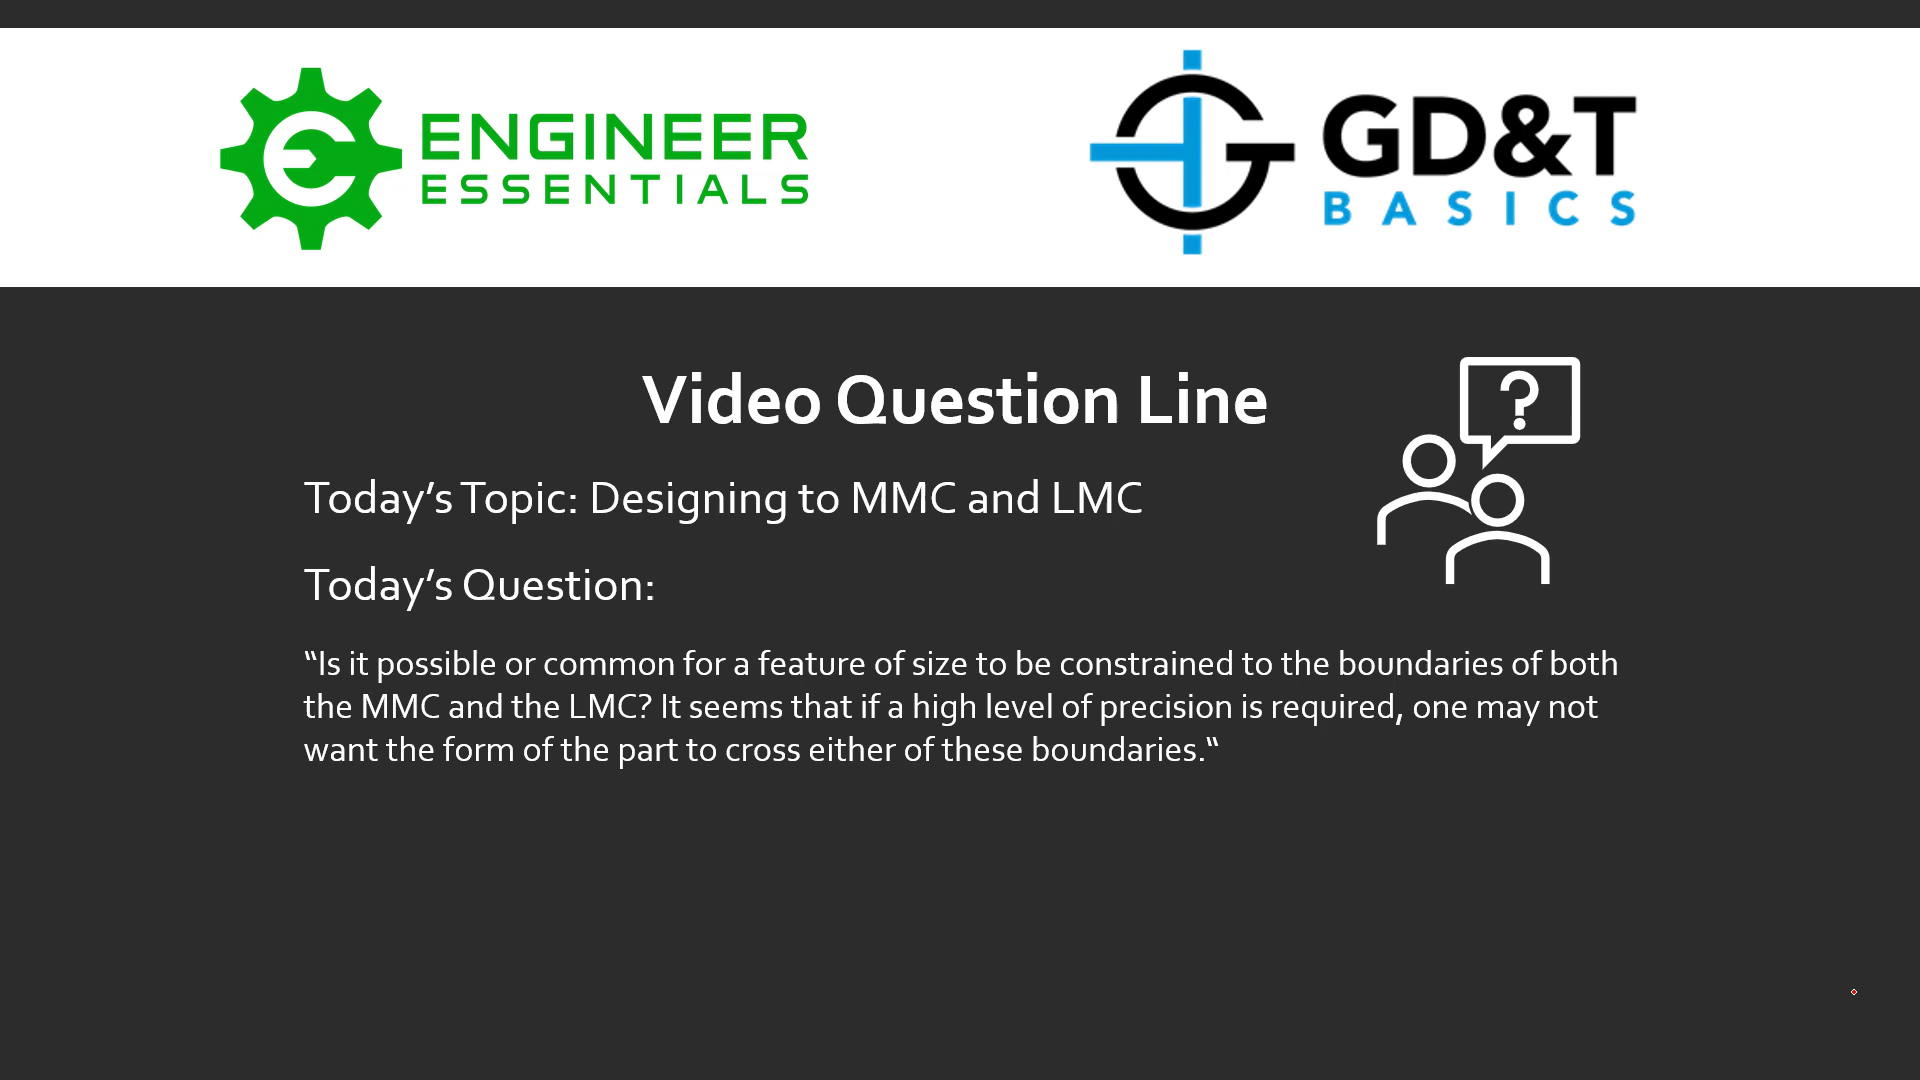 ENGINEER
ESSENTIALS
GD&T
BASICS
Video Question Line
?
Today’s Topic: Designing to MMC and LMC
Today’s Question:
“Is it possible or common for a feature of size to be constrained to the boundaries of both
the MMC and the LMC? It seems that if a high level of precision is required, one may not
want the form of the part to cross either of these boundaries.“